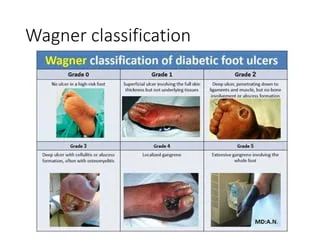 Wagner classification
Wagner classification of diabetic foot ulcers
Grade 0
Grade 1
Grade 2
No ulcer in a high-risk foot
Superficial ulcer involving the full skin
thickness but not underlying tissues
Deep ulcer, penetrating down to
ligaments and muscle, but no bone
involvement or abscess formation
Grade 3
Grade 4
Grade 5
Deep ulcer with cellulitis or abscess
formation, often with osteomyelitis
Localized gangrene
Extensive gangrene involving the
whole foot
MD:A.N.